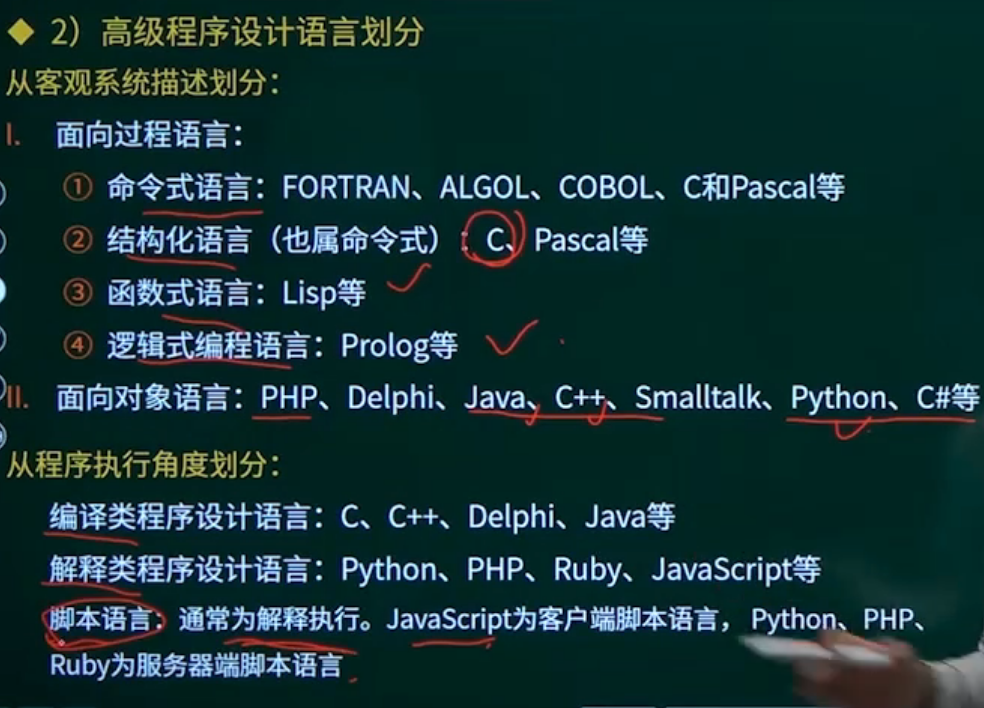 ◆ 2）高级程序设计语言划分
从客观系统描述划分：
I. 面向过程语言：
① 命令式语言：FORTRAN、ALGOL、COBOL、C和Pascal等
② 结构化语言（也属命令式）：C、Pascal等
③ 函数式语言：Lisp等
④ 逻辑式编程语言：Prolog等
II. 面向对象语言：PHP、Delphi、Java、C++、Smalltalk、Python、C#等
从程序执行角度划分：
编译类程序设计语言：C、C++、Delphi、Java等
解释类程序设计语言：Python、PHP、Ruby、JavaScript等
脚本语言：通常为解释执行。JavaScript为客户端脚本语言，Python、PHP、
Ruby为服务器端脚本语言